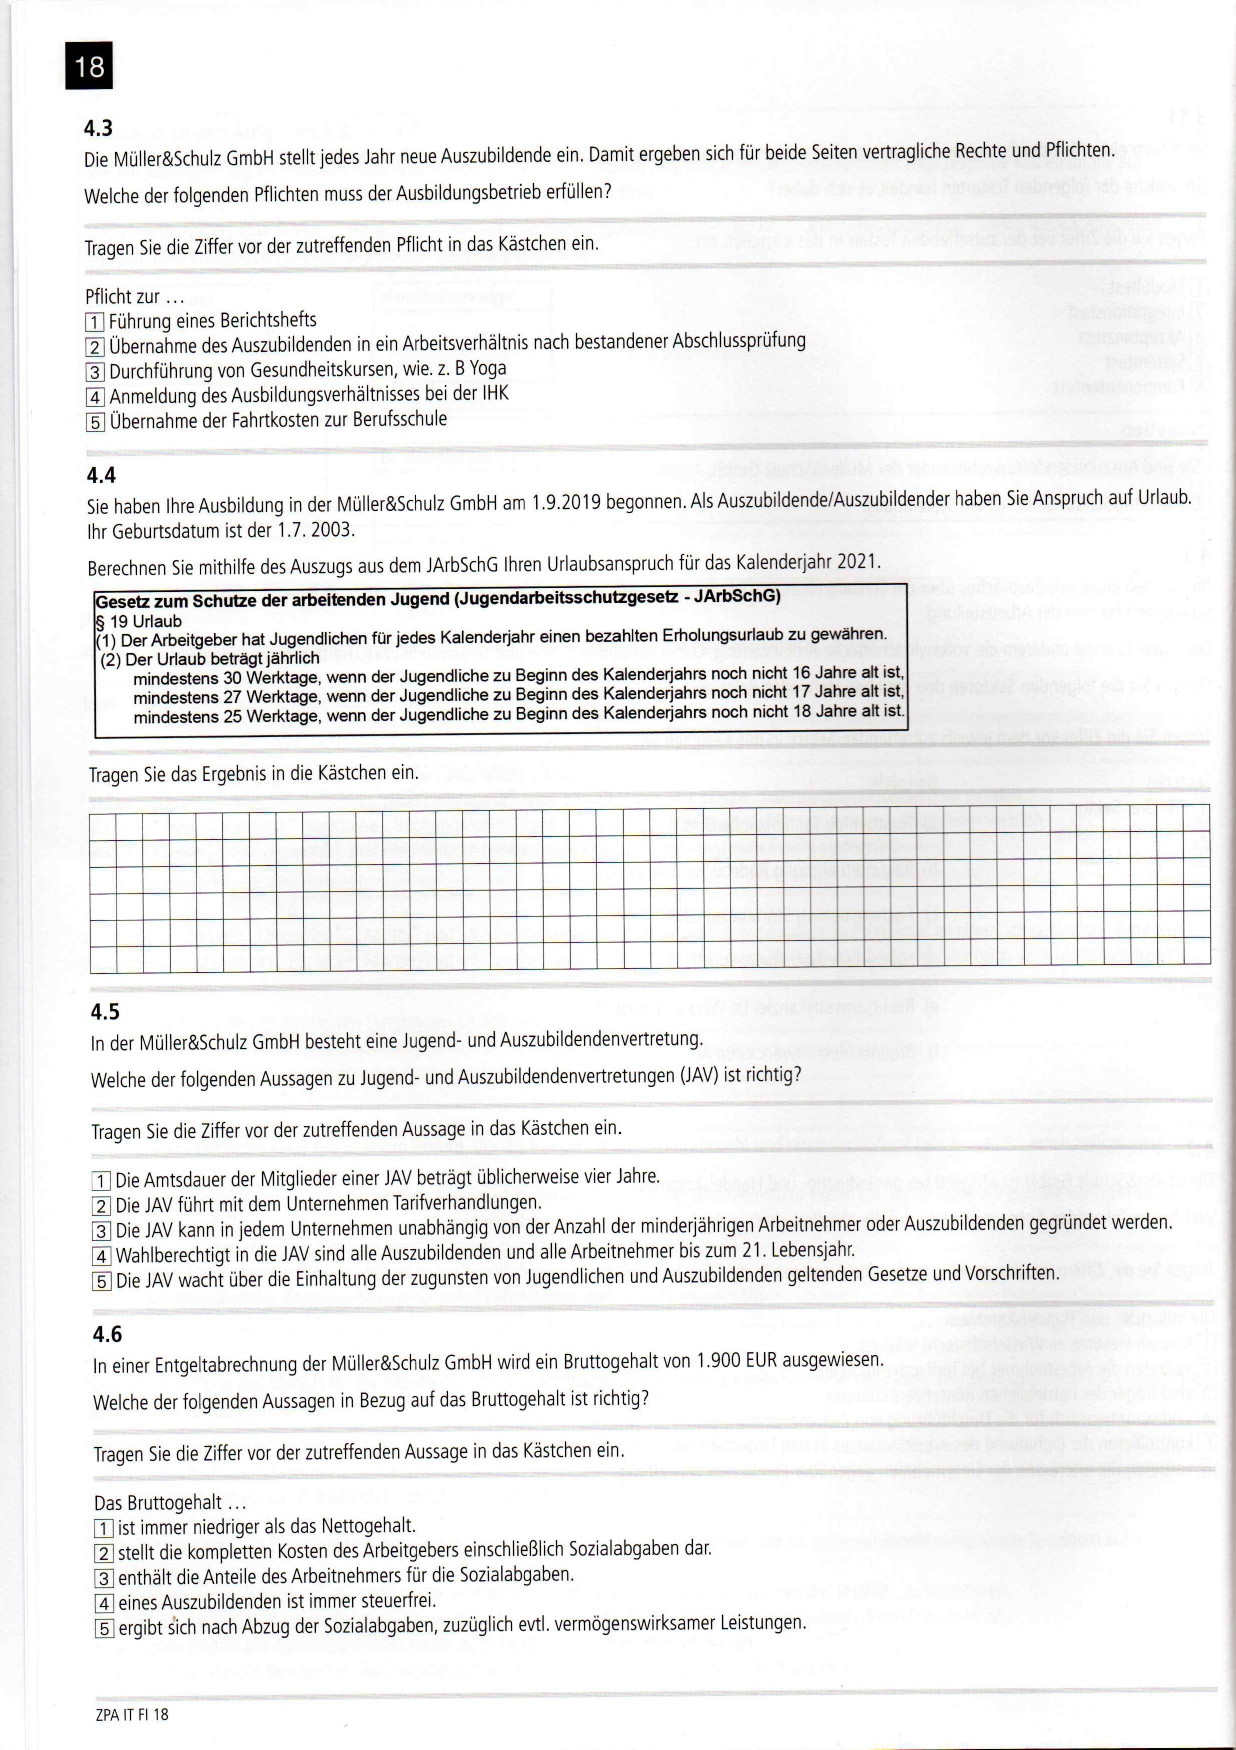 18
4.3
Die Müller&Schulz GmbH stellt jedes Jahr neue Auszubildende ein. Damit ergeben sich für beide Seiten vertragliche Rechte und Pflichten.
Welche der folgenden Pflichten muss der Ausbildungsbetrieb erfüllen?
Tragen Sie die Ziffer vor der zutreffenden Pflicht in das Kästchen ein.
Pflicht zur ...
1 Führung eines Berichtshefts
2 Übernahme des Auszubildenden in ein Arbeitsverhältnis nach bestandener Abschlussprüfung
3 Durchführung von Gesundheitskursen, wie. z. B Yoga
4 Anmeldung des Ausbildungsverhältnisses bei der IHK
5 Übernahme der Fahrtkosten zur Berufsschule
4.4
Sie haben Ihre Ausbildung in der Müller&Schulz GmbH am 1.9.2019 begonnen. Als Auszubildende/Auszubildender haben Sie Anspruch auf Urlaub.
Ihr Geburtsdatum ist der 1.7. 2003.
Berechnen Sie mithilfe des Auszugs aus dem JArbSchG Ihren Urlaubsanspruch für das Kalenderjahr 2021.
Gesetz zum Schutze der arbeitenden Jugend (Jugendarbeitsschutzgesetz - JArbSchG)
§ 19 Urlaub
(1) Der Arbeitgeber hat Jugendlichen für jedes Kalenderjahr einen bezahlten Erholungsurlaub zu gewähren.
(2) Der Urlaub beträgt jährlich
mindestens 30 Werktage, wenn der Jugendliche zu Beginn des Kalenderjahrs noch nicht 16 Jahre alt ist,
mindestens 27 Werktage, wenn der Jugendliche zu Beginn des Kalenderjahrs noch nicht 17 Jahre alt ist,
mindestens 25 Werktage, wenn der Jugendliche zu Beginn des Kalenderjahrs noch nicht 18 Jahre alt ist.
Tragen Sie das Ergebnis in die Kästchen ein.
4.5
In der Müller&Schulz GmbH besteht eine Jugend- und Auszubildendenvertretung.
Welche der folgenden Aussagen zu Jugend- und Auszubildendenvertretungen (JAV) ist richtig?
Tragen Sie die Ziffer vor der zutreffenden Aussage in das Kästchen ein.
1 Die Amtsdauer der Mitglieder einer JAV beträgt üblicherweise vier Jahre.
2 Die JAV führt mit dem Unternehmen Tarifverhandlungen.
3 Die JAV kann in jedem Unternehmen unabhängig von der Anzahl der minderjährigen Arbeitnehmer oder Auszubildenden gegründet werden.
4 Wahlberechtigt in die JAV sind alle Auszubildenden und alle Arbeitnehmer bis zum 21. Lebensjahr.
5 Die JAV wacht über die Einhaltung der zugunsten von Jugendlichen und Auszubildenden geltenden Gesetze und Vorschriften.
4.6
In einer Entgeltabrechnung der Müller&Schulz GmbH wird ein Bruttogehalt von 1.900 EUR ausgewiesen.
Welche der folgenden Aussagen in Bezug auf das Bruttogehalt ist richtig?
Tragen Sie die Ziffer vor der zutreffenden Aussage in das Kästchen ein.
Das Bruttogehalt ...
1 ist immer niedriger als das Nettogehalt.
2 stellt die kompletten Kosten des Arbeitgebers einschließlich Sozialabgaben dar.
3 enthält die Anteile des Arbeitnehmers für die Sozialabgaben.
4 eines Auszubildenden ist immer steuerfrei.
5 ergibt sich nach Abzug der Sozialabgaben, zuzüglich evtl. vermögenswirksamer Leistungen.
ZPA IT FI 18